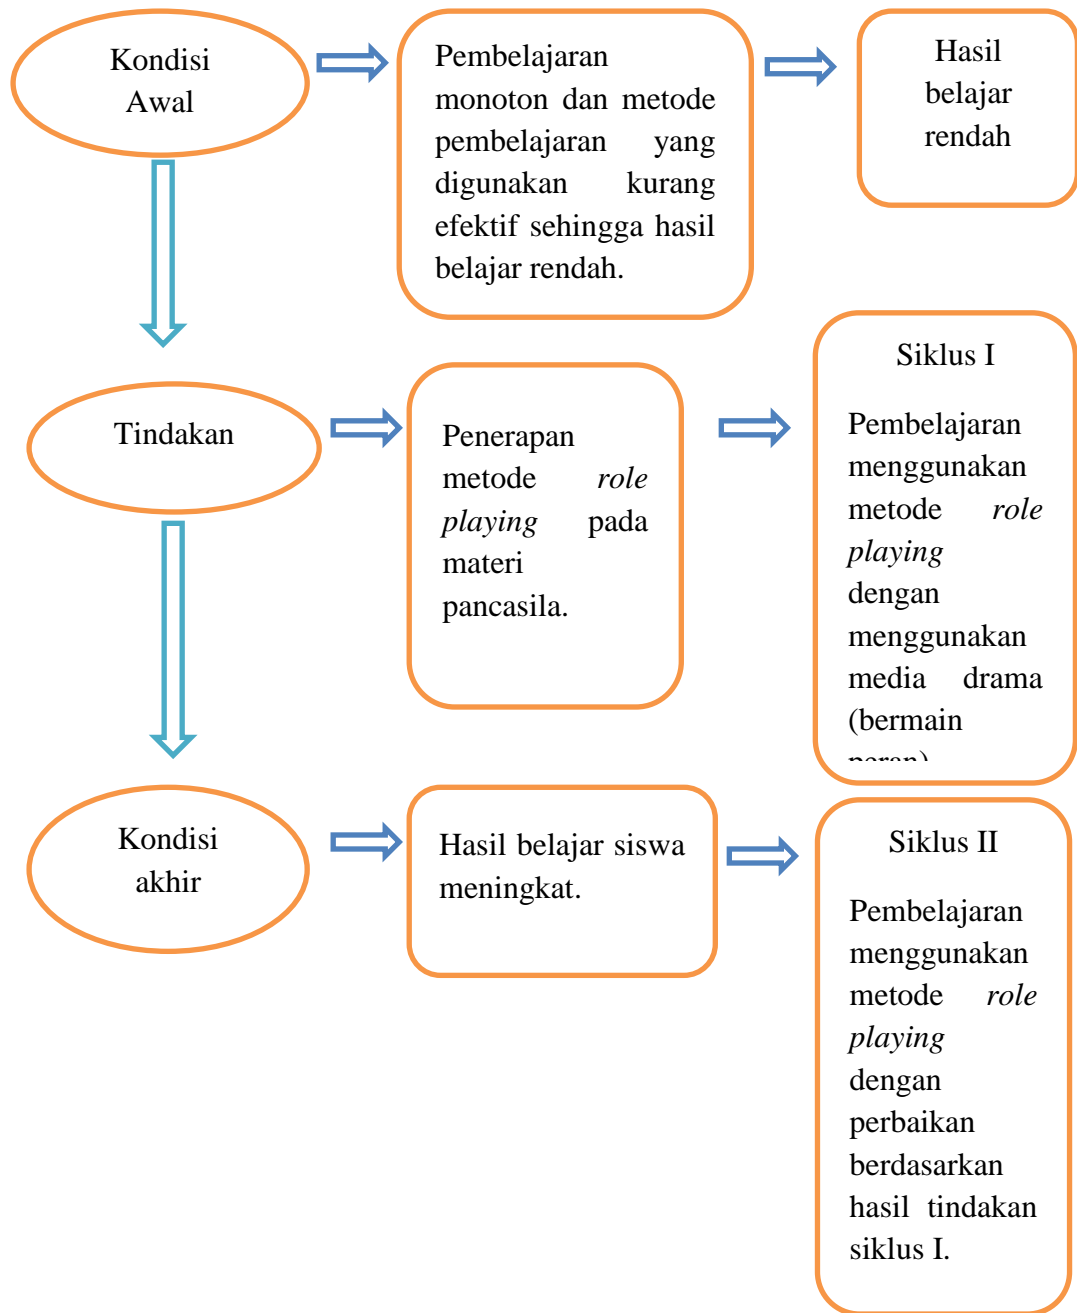 Kondisi
Awal
Pembelajaran
monoton dan metode
pembelajaran yang
digunakan kurang
efektif sehingga hasil
belajar rendah.
Hasil
belajar
rendah
Tindakan
Penerapan
metode role
playing pada
materi
pancasila.
Siklus I
Pembelajaran
menggunakan
metode role
playing
dengan
menggunakan
media drama
(bermain
peran)
Kondisi
akhir
Hasil belajar siswa
meningkat.
Siklus II
Pembelajaran
menggunakan
metode role
playing
dengan
perbaikan
berdasarkan
hasil tindakan
siklus I.